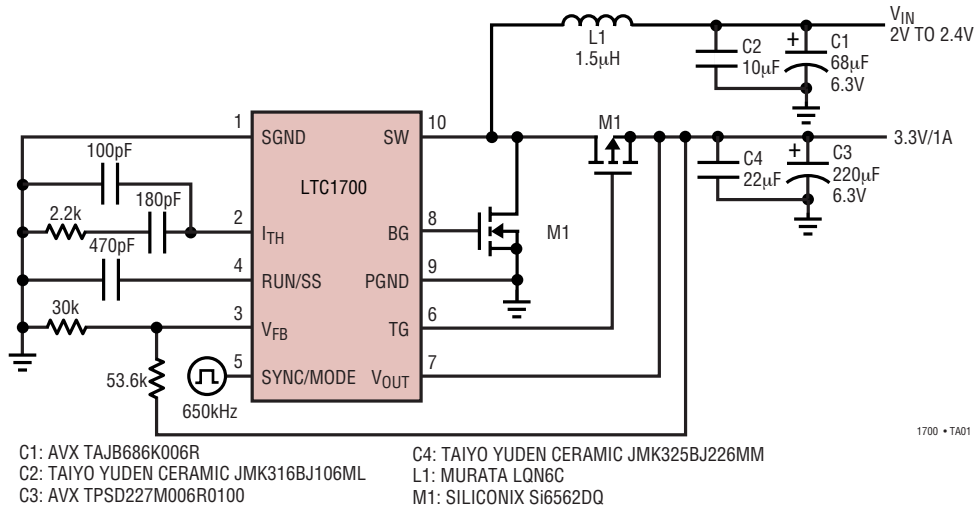 VIN
2V TO 2.4V
L1
1.5µH
C2
10µF
+
C1
68µF
6.3V
3.3V/1A
M1
C4
22µF
+
C3
220µF
6.3V
1
SGND
SW
10
100pF
LTC1700
180pF
2.2k
2
ITH
BG
8
M1
470pF
4
RUN/SS
PGND
9
30k
3
VFB
TG
6
53.6k
5
SYNC/MODE
VOUT
7
650kHz
1700 • TA01
C1: AVX TAJB686K006R
C2: TAIYO YUDEN CERAMIC JMK316BJ106ML
C3: AVX TPSD227M006R0100
C4: TAIYO YUDEN CERAMIC JMK325BJ226MM
L1: MURATA LQN6C
M1: SILICONIX Si6562DQ